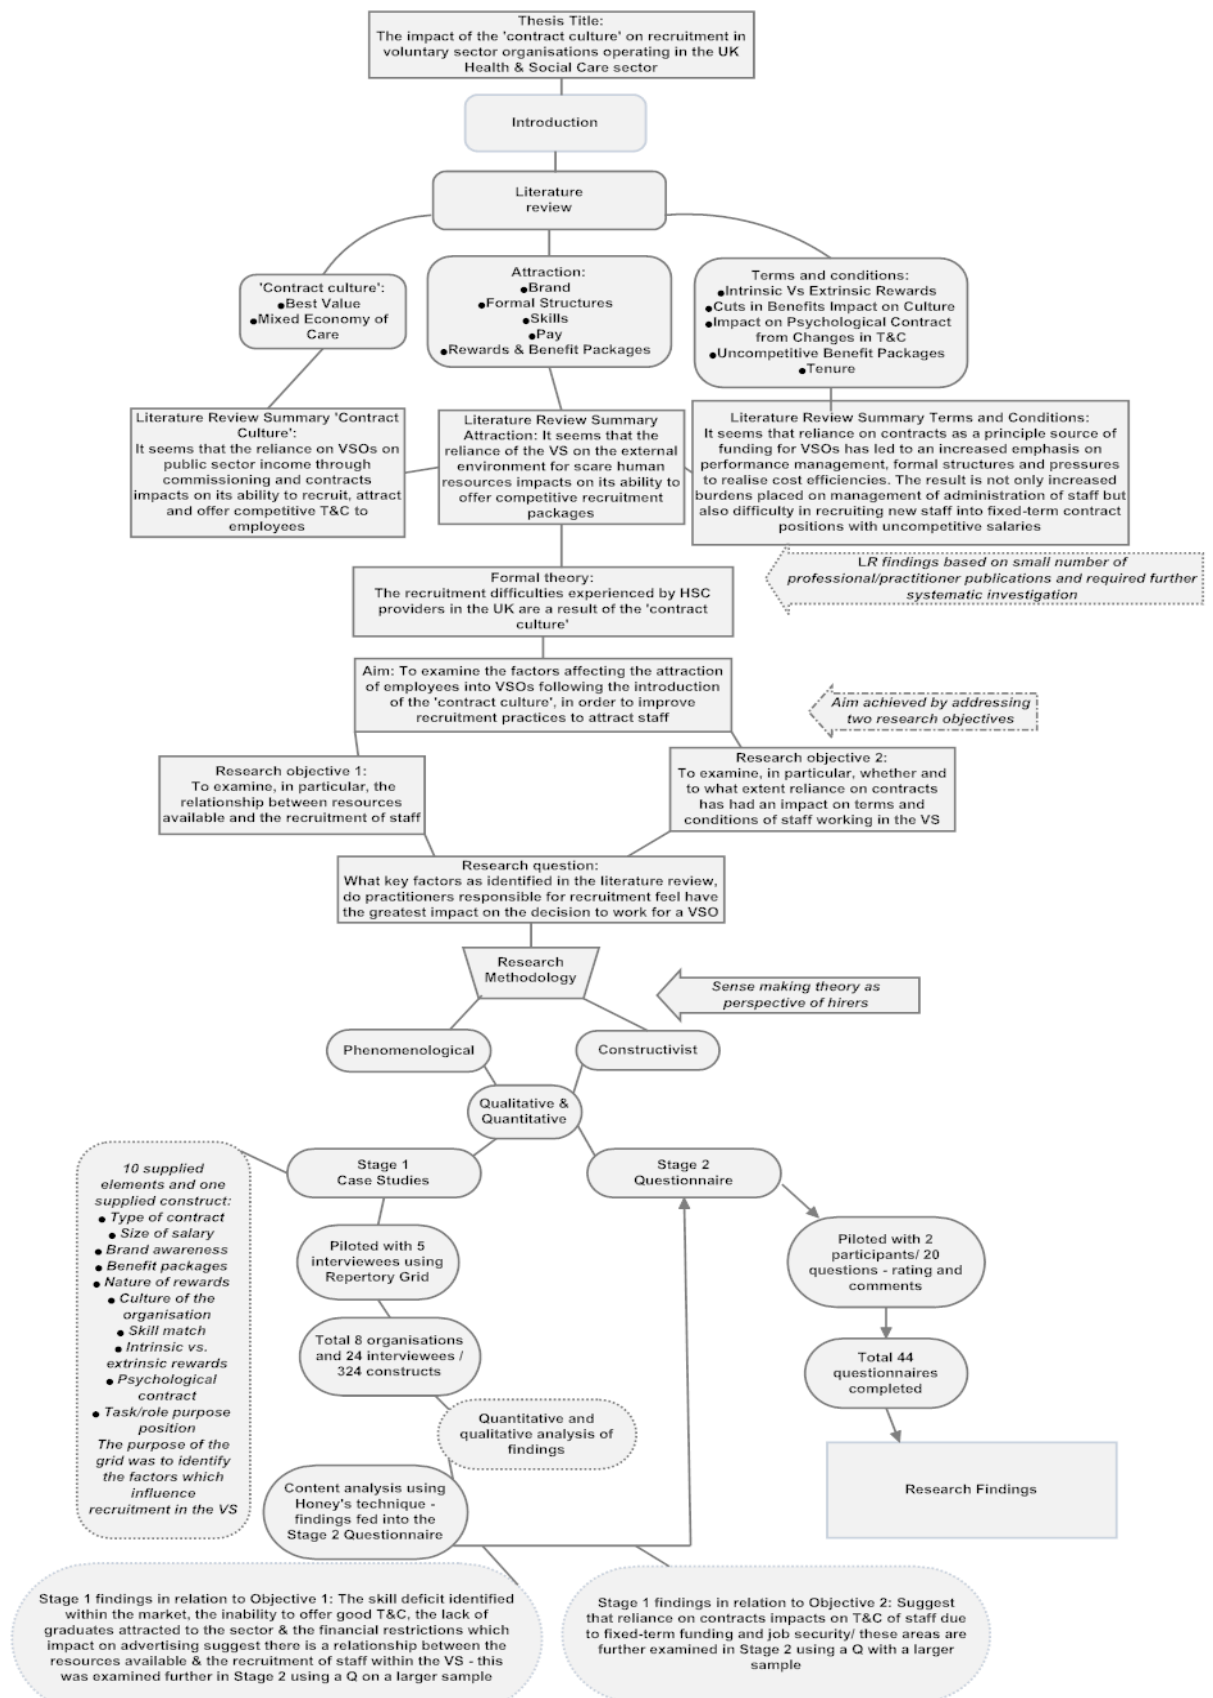 Thesis Title:
The impact of the 'contract culture' on recruitment in
voluntary sector organisations operating in the UK
Health & Social Care sector
Introduction
Literature
review
'Contract culture':
●Best Value
●Mixed Economy of
Care
Attraction:
●Brand
●Formal Structures
●Skills
●Pay
●Rewards & Benefit Packages
Terms and conditions:
●Intrinsic Vs Extrinsic Rewards
●Cuts in Benefits Impact on Culture
●Impact on Psychological Contract
from Changes in T&C
●Uncompetitive Benefit Packages
●Tenure
Literature Review Summary 'Contract
Culture':
It seems that the reliance on VSOs on
public sector income through
commissioning and contracts
impacts on its ability to recruit, attract
and offer competitive T&C to
employees
Literature Review Summary
Attraction: It seems that the
reliance of the VS on the external
environment for scare human
resources impacts on its ability to
offer competitive recruitment
packages
Literature Review Summary Terms and Conditions:
It seems that reliance on contracts as a principle source of
funding for VSOs has led to an increased emphasis on
performance management, formal structures and pressures
to realise cost efficiencies. The result is not only increased
burdens placed on management of administration of staff but
also difficulty in recruiting new staff into fixed-term contract
positions with uncompetitive salaries
LR findings based on small number of
professional/practitioner publications and required further
systematic investigation
Formal theory:
The recruitment difficulties experienced by HSC
providers in the UK are a result of the 'contract
culture'
Aim: To examine the factors affecting the attraction
of employees into VSOs following the introduction
of the 'contract culture', in order to improve
recruitment practices to attract staff
Aim achieved by addressing
two research objectives
Research objective 1:
To examine, in particular, the
relationship between resources
available and the recruitment of staff
Research objective 2:
To examine, in particular, whether and
to what extent reliance on contracts
has had an impact on terms and
conditions of staff working in the VS
Research question:
What key factors as identified in the literature review,
do practitioners responsible for recruitment feel have
the greatest impact on the decision to work for a VSO
Research
Methodology
Sense making theory as
perspective of hirers
Phenomenological
Constructivist
Qualitative &
Quantitative
Stage 1
Case Studies
Stage 2
Questionnaire
10 supplied
elements and one
supplied construct:
● Type of contract
● Size of salary
● Brand awareness
● Benefit packages
● Nature of rewards
● Culture of the
organisation
● Skill match
● Intrinsic vs.
extrinsic rewards
● Psychological
contract
● Task/role purpose
position
The purpose of the
grid was to identify
the factors which
influence
recruitment in the VS
Piloted with 5
interviewees using
Repertory Grid
Total 8 organisations
and 24 interviewees /
324 constructs
Quantitative and
qualitative analysis of
findings
Content analysis using
Honey's technique -
findings fed into the
Stage 2 Questionnaire
Piloted with 2
participants/ 20
questions - rating and
comments
Total 44
questionnaires
completed
Research Findings
Stage 1 findings in relation to Objective 1: The skill deficit identified
within the market, the inability to offer good T&C, the lack of
graduates attracted to the sector & the financial restrictions which
impact on advertising suggest there is a relationship between the
resources available & the recruitment of staff within the VS - this
was examined further in Stage 2 using a Q on a larger sample
Stage 1 findings in relation to Objective 2: Suggest
that reliance on contracts impacts on T&C of staff due
to fixed-term funding and job security/ these areas are
further examined in Stage 2 using a Q with a larger
sample